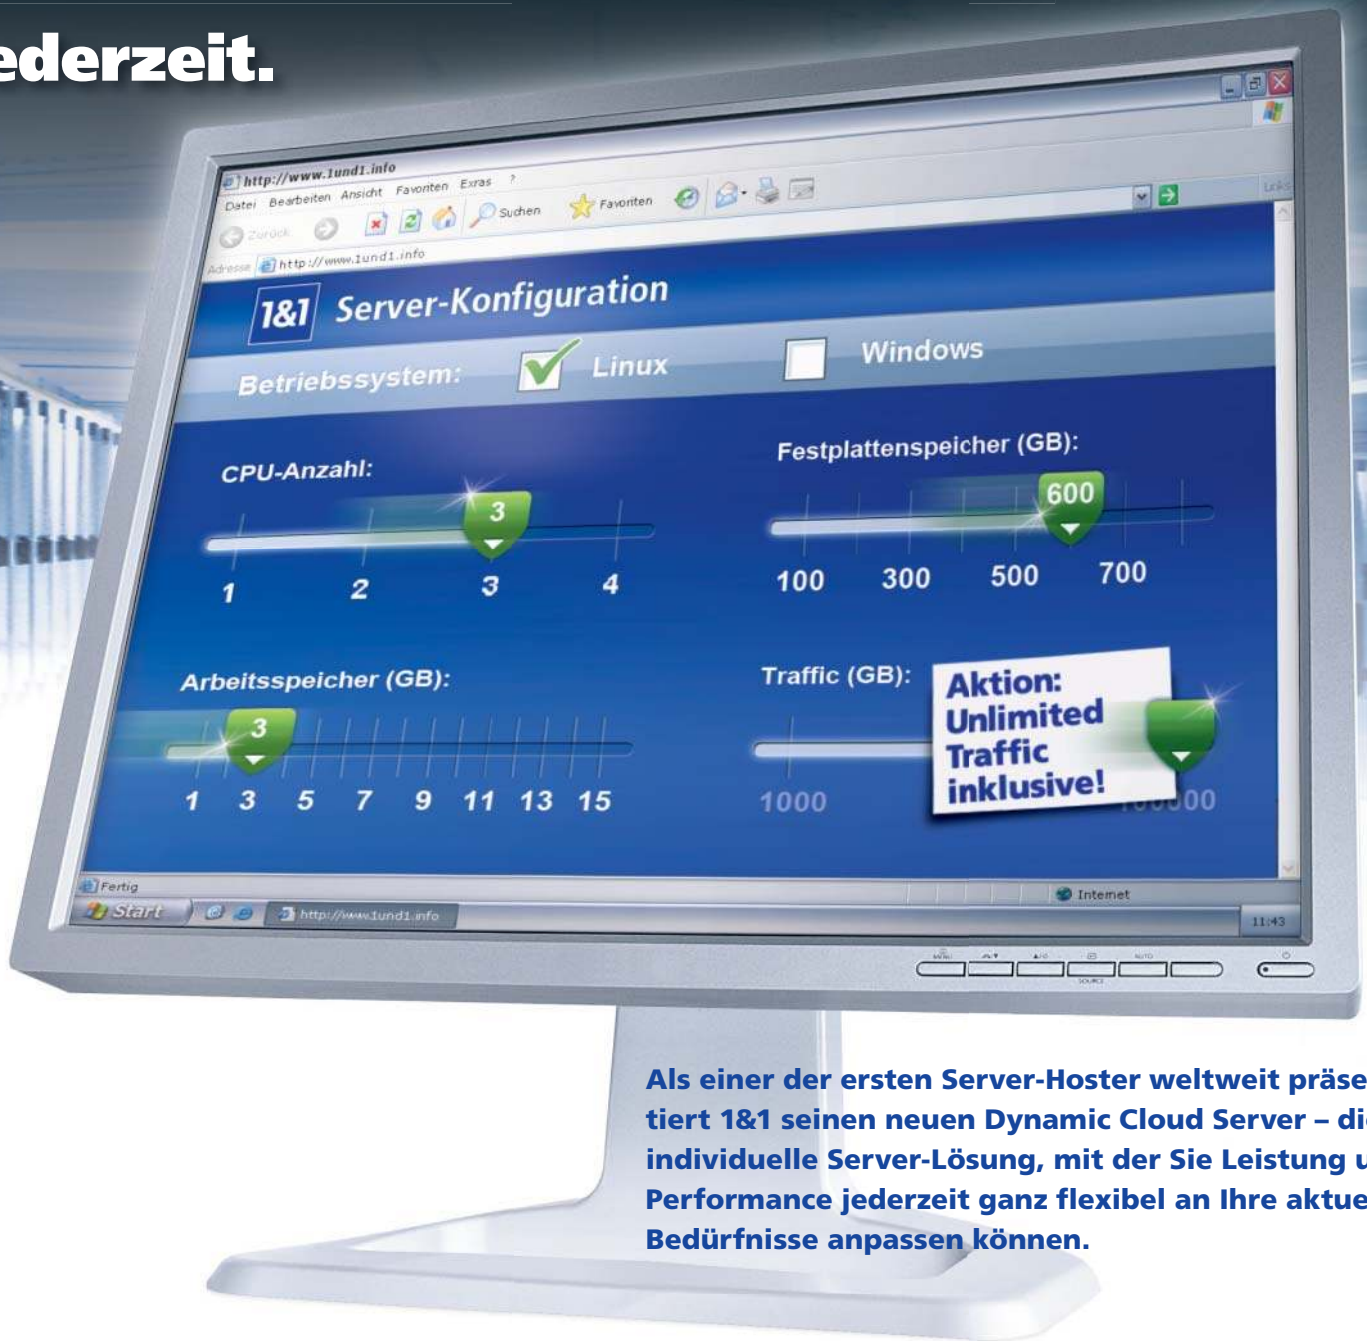 ederzeit.
http://www.1und1.info
Datei Bearbeiten Ansicht Favoriten Exras ?
Zurück Suchen Favoriten Links
Adresse http://www.1und1.info
1&1 Server-Konfiguration
Betriebssystem: Linux Windows
CPU-Anzahl:
3
1 2 3 4
Festplattenspeicher (GB):
600
100 300 500 700
Arbeitsspeicher (GB):
3
1 3 5 7 9 11 13 15
Traffic (GB):
Aktion:
Unlimited
Traffic
inklusive!
1000
Fertig Internet
Start http://www.1und1.info 11:43
MENU AUTO
SOURCE
Als einer der ersten Server-Hoster weltweit präse
tiert 1&1 seinen neuen Dynamic Cloud Server – di
individuelle Server-Lösung, mit der Sie Leistung u
Performance jederzeit ganz flexibel an Ihre aktue
Bedürfnisse anpassen können.